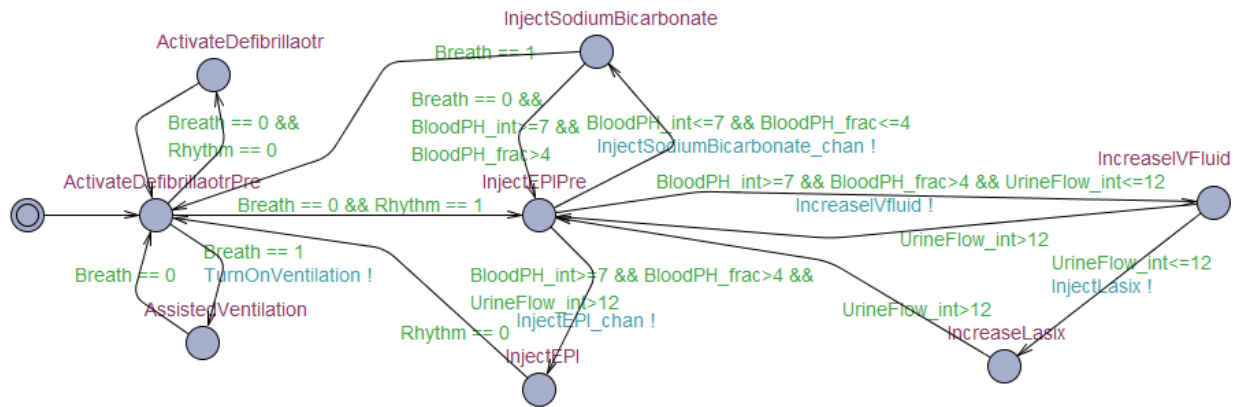 InjectSodiumBicarbonate
ActivateDefibrillaotr
Breath == 1
Breath == 0 &&
BloodPH_int>=7 &&
BloodPH_frac>4
BloodPH_int<=7 && BloodPH_frac<=4
InjectSodiumBicarbonate_chan !
Breath == 0 &&
Rhythm == 0
ActivateDefibrillaotrPre
InjectEPIPre
IncreaseIVFluid
BloodPH_int>=7 && BloodPH_frac>4 && UrineFlow_int<=12
IncreaseIVfluid !
Breath == 0 && Rhythm == 1
UrineFlow_int>12
Breath == 1
TurnOnVentilation !
Breath == 0
AssistedVentilation
BloodPH_int>=7 && BloodPH_frac>4 &&
UrineFlow_int>12
InjectEPI_chan !
Rhythm == 0
InjectEPI
UrineFlow_int<=12
InjectLasix !
UrineFlow_int>12
IncreaseLasix